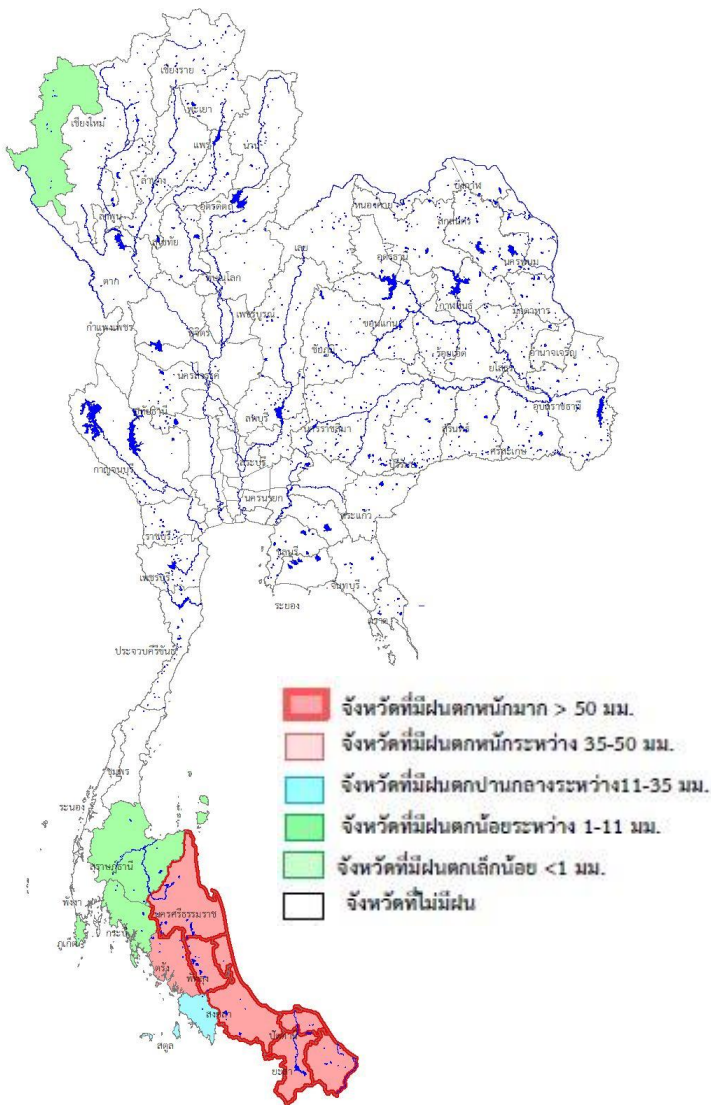 เชียงราย
พะเยา
เชียงใหม่
แพร่
น่าน
ลำปาง
อุตรดิตถ์
ลำพูน
สุโขทัย
เลย
หนองคาย
บึงกาฬ
สกลนคร
อุดรธานี
นครพนม
ตาก
พิษณุโลก
กำแพงเพชร
พิจิตร
เพชรบูรณ์
ขอนแก่น
กาฬสินธุ์
มุกดาหาร
ชัยภูมิ
ร้อยเอ็ด
อำนาจเจริญ
ยโสธร
นครสวรรค์
อุทัยธานี
ลพบุรี
นครราชสีมา
สุรินทร์
อุบลราชธานี
ศรีสะเกษ
บุรีรัมย์
กาญจนบุรี
สระบุรี
นครนายก
สระแก้ว
ราชบุรี
ชลบุรี
เพชรบุรี
จันทบุรี
ระยอง
ตราด
ประจวบคีรีขันธ์
จังหวัดที่มีฝนตกหนักมาก > 50 มม.
จังหวัดที่มีฝนตกหนักระหว่าง 35-50 มม.
จังหวัดที่มีฝนตกปานกลางระหว่าง11-35 มม.
จังหวัดที่มีฝนตกน้อยระหว่าง 1-11 มม.
จังหวัดที่มีฝนตกเล็กน้อย <1 มม.
จังหวัดที่ไม่มีฝน
ชุมพร
ระนอง
สุราษฎร์ธานี
พังงา
นครศรีธรรมราช
ภูเก็ต
กระบี่
ตรัง
พัทลุง
สงขลา
ปัตตานี
สตูล
ยะลา